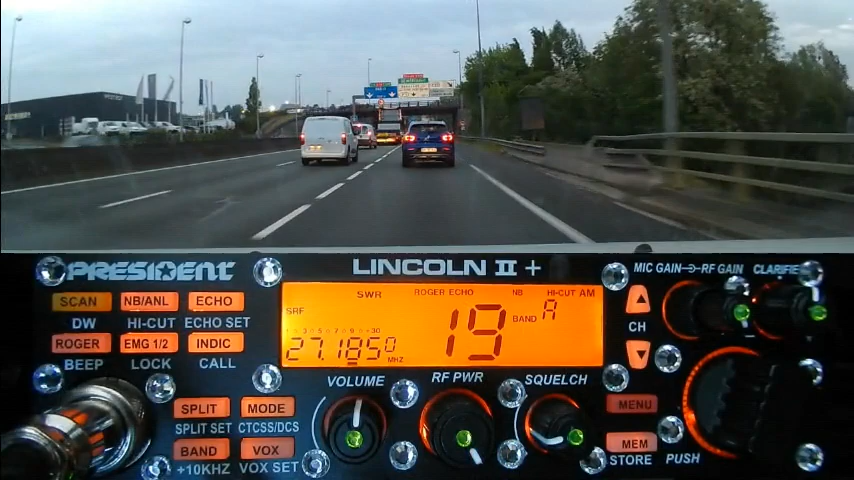 PRESIDENT
LINCOLN II +
MIC GAIN RF GAIN CLARIFIE
SCAN NB/ANL ECHO
DW HI-CUT ECHO SET
ROGER EMG 1/2 INDIC
BEEP LOCK CALL
SPLIT MODE
SPLIT SET CTCSS/DCS
BAND VOX
+10KHZ VOX SET
SWR ROGER ECHO NB HI-CUT AM
SRF
19 BAND A
27.1850 MHZ
VOLUME RF PWR SQUELCH
CH
MENU
MEM
STORE PUSH